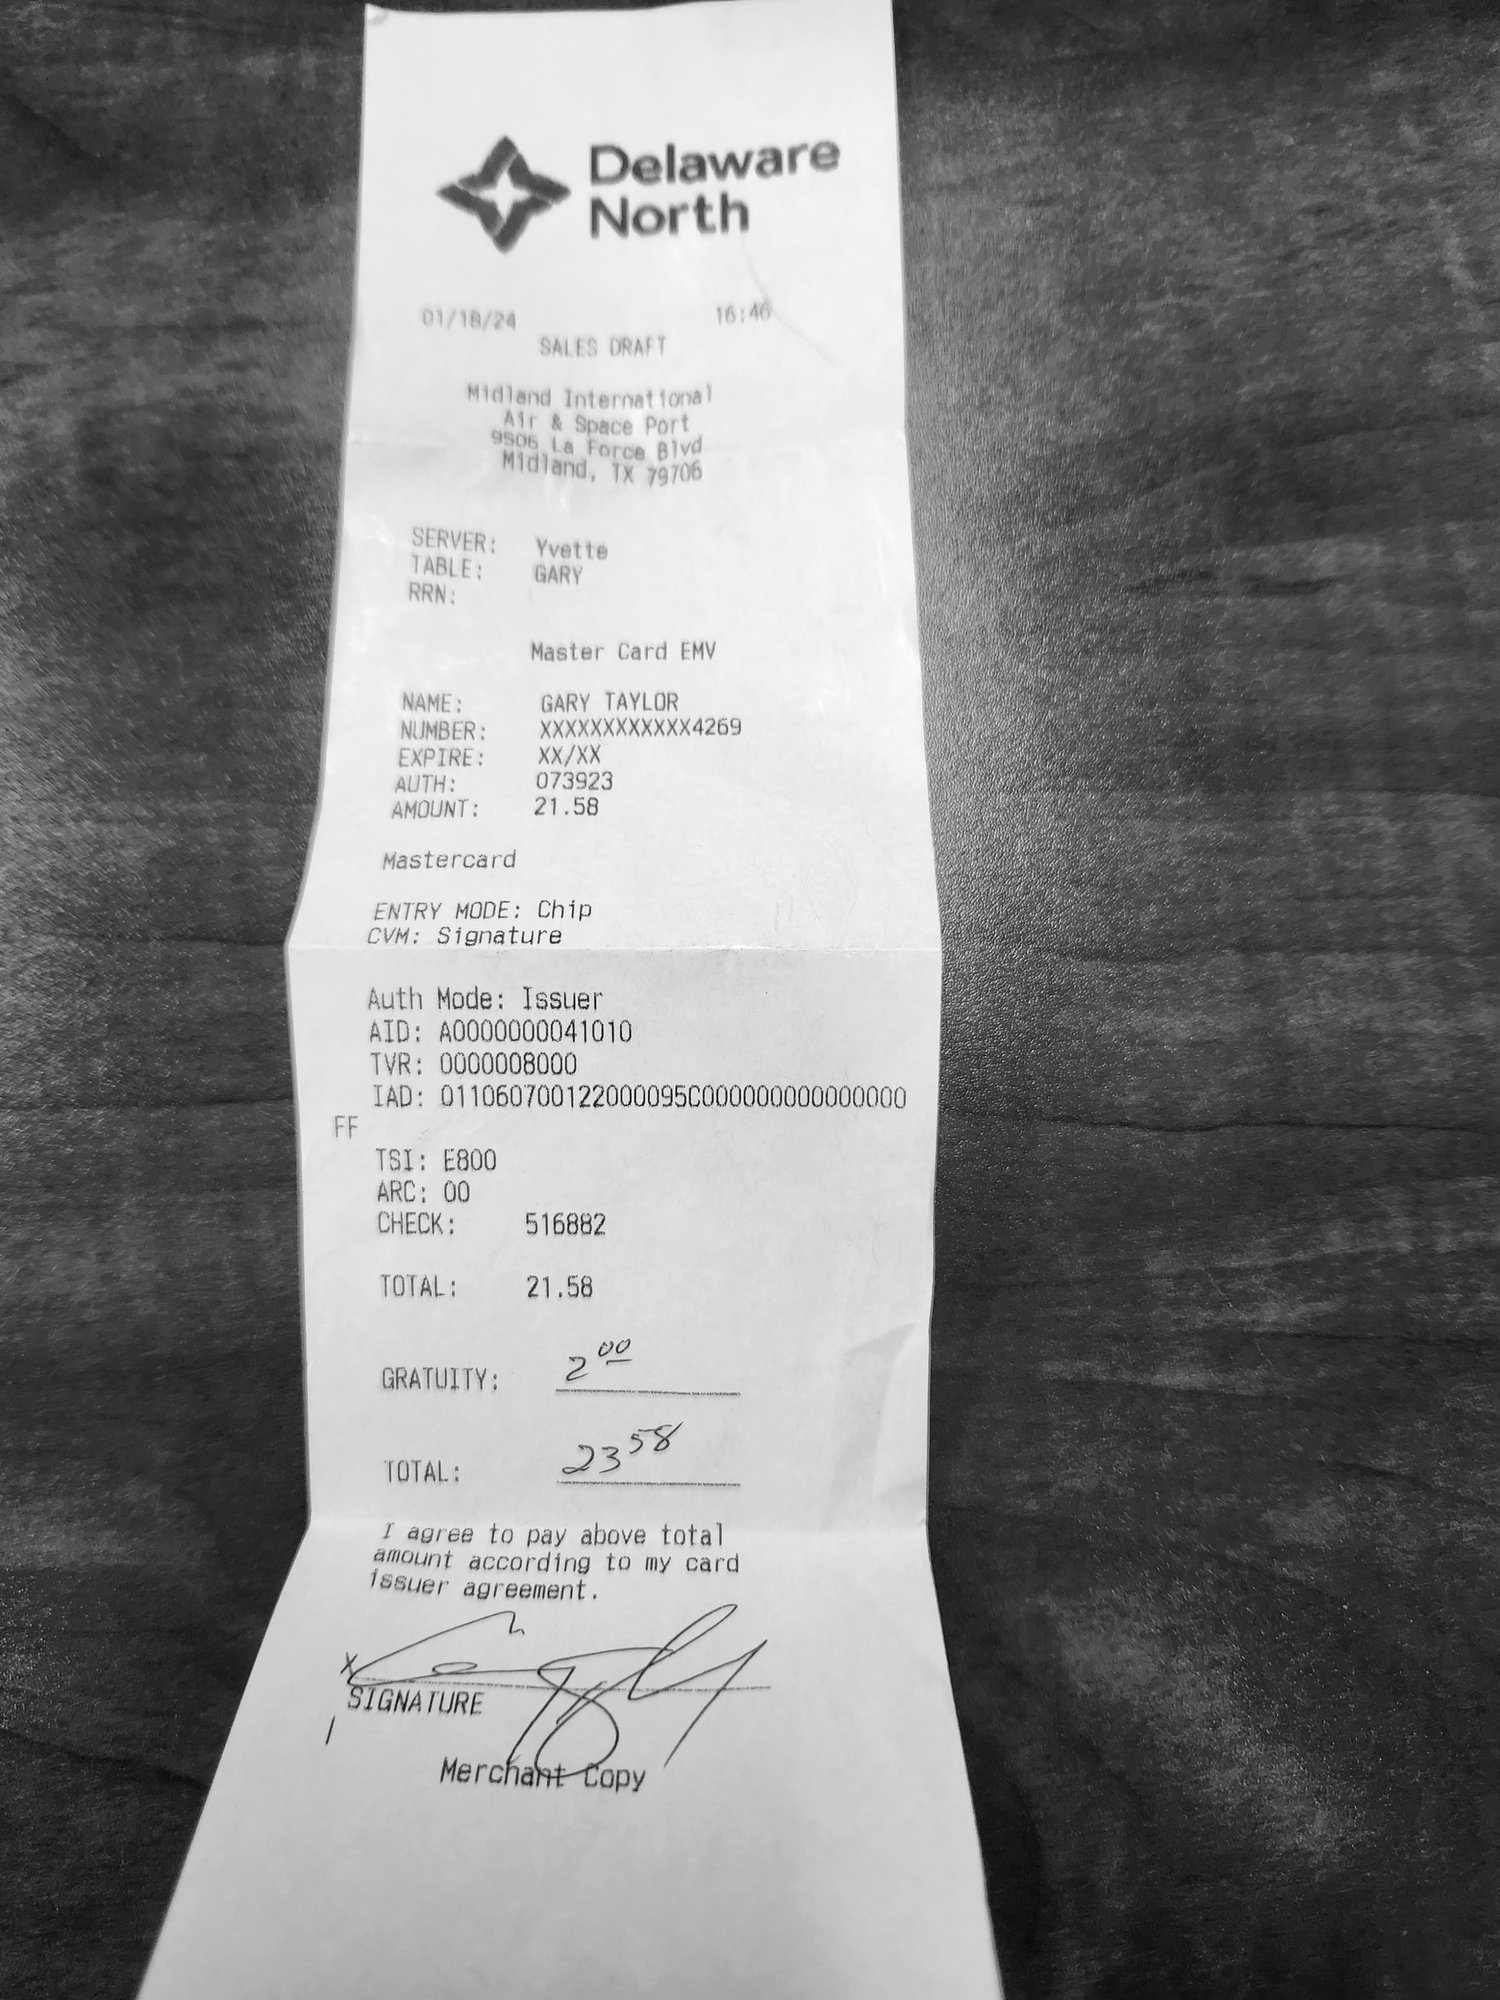 Delaware
North
01/18/24 16:46
SALES DRAFT
Midland International
Air & Space Port
9506 La Force Blvd
Midland, TX 79706
SERVER: Yvette
TABLE: GARY
RRN:
Master Card EMV
NAME: GARY TAYLOR
NUMBER: XXXXXXXXXXXX4269
EXPIRE: XX/XX
AUTH: 073923
AMOUNT: 21.58
Mastercard
ENTRY MODE: Chip
CVM: Signature
Auth Mode: Issuer
AID: A0000000041010
TVR: 0000008000
IAD: 011060700122000095C000000000000000
FF
TSI: E800
ARC: 00
CHECK: 516882
TOTAL: 21.58
GRATUITY: 2 00
TOTAL: 23 58
I agree to pay above total
amount according to my card
issuer agreement.
X
SIGNATURE
Merchant Copy